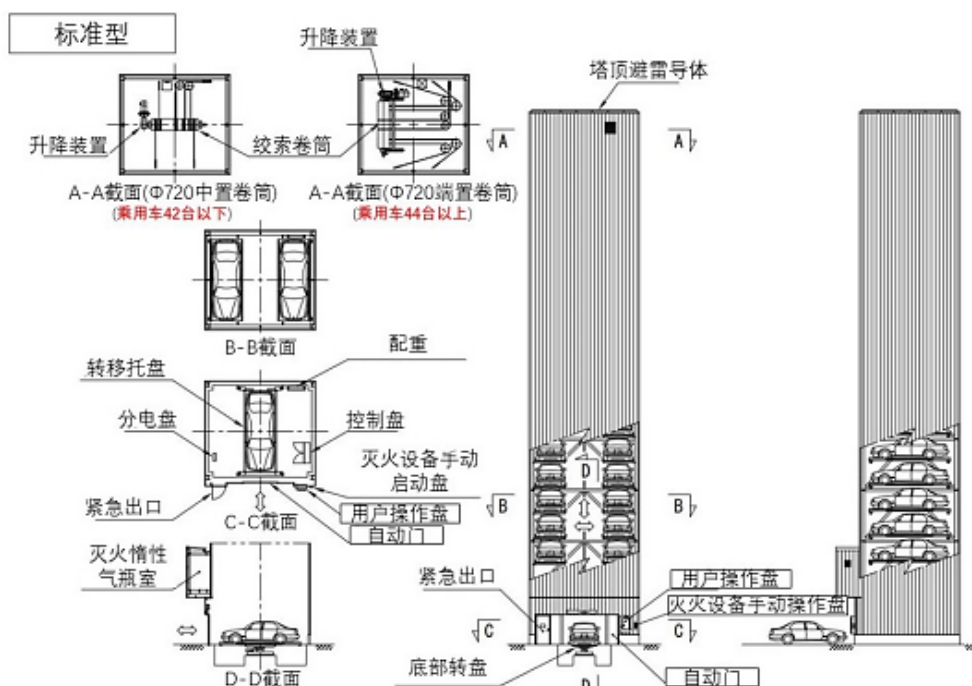 标准型
升降装置
塔顶避雷导体
升降装置
绞索卷筒
A-A截面(Φ720中置卷筒)
(乘用车42台以下)
A-A截面(Φ720端置卷筒)
(乘用车44台以上)
A
A
B-B截面
配重
转移托盘
分电盘
控制盘
灭火设备手动
启动盘
紧急出口
用户操作盘
C-C截面
自动门
D
B
B
灭火惰性
气瓶室
紧急出口
用户操作盘
火火设备手动操作盘
C
C
D-D截面
底部转盘
自动门
D